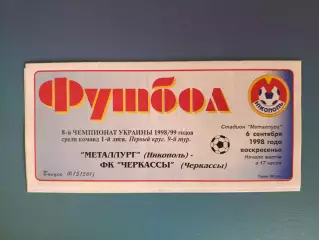 Футбол
НИКОПОЛЬ
8-й ЧЕМПИОНАТ УКРАИНЫ 1998/99 годов
среди команд 1-й лиги. Первый круг. 9-й тур.
"МЕТАЛЛУРГ" (Никополь) -
ФК "ЧЕРКАССЫ" (Черкассы)
Стадион "Металлург"
6 сентября
1998 года
воскресенье
Начало матча
в 17 часов